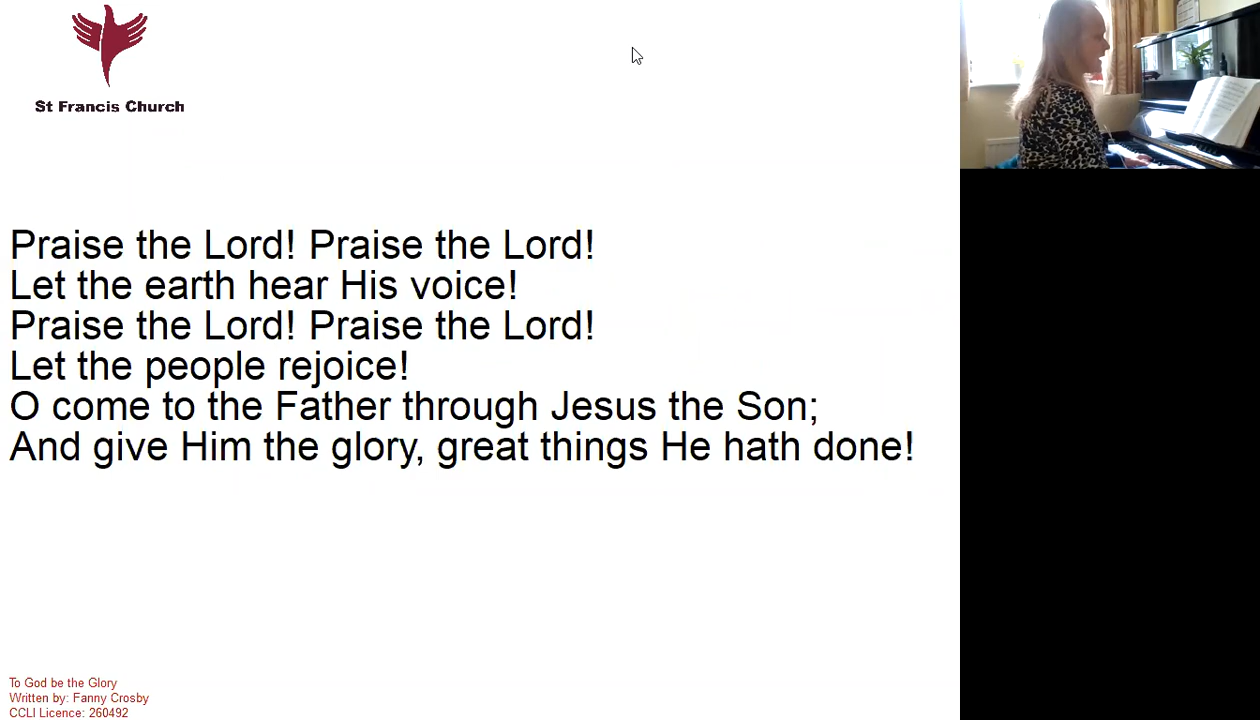 St Francis Church
Praise the Lord! Praise the Lord!
Let the earth hear His voice!
Praise the Lord! Praise the Lord!
Let the people rejoice!
O come to the Father through Jesus the Son;
And give Him the glory, great things He hath done!
To God be the Glory
Written by: Fanny Crosby
CCLI Licence: 260492